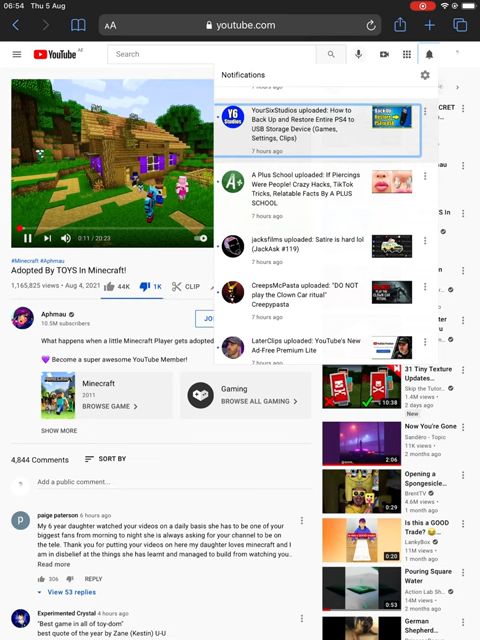 06:54 Thu 5 Aug
AA
youtube.com
YouTube AE
Search
Notifications
7 hours ago
YourSixStudios uploaded: How to
Back Up and Restore Entire PS4 to
USB Storage Device (Games,
Settings, Clips)
7 hours ago
Y6
Studios
A Plus School uploaded: If Piercings
Were People! Crazy Hacks, TikTok
Tricks, Relatable Facts By A PLUS
SCHOOL
7 hours ago
A+
jacksfilms uploaded: Satire is hard lol
(JackAsk #119)
7 hours ago
CreepsMcPasta uploaded: "DO NOT
play the Clown Car ritual"
Creepypasta
7 hours ago
LaterClips uploaded: YouTube's New
Ad-Free Premium Lite
7 hours ago
0:11 / 20:23
#Minecraft #Aphmau
Adopted By TOYS In Minecraft!
1,165,825 views • Aug 4, 2021
44K
1K
CLIP
Aphmau
10.5M subscribers
What happens when a little Minecraft Player gets adopted
💜 Become a super awesome YouTube Member!
Minecraft
2011
BROWSE GAME
Gaming
BROWSE ALL GAMING
SHOW MORE
4,844 Comments
SORT BY
Add a public comment...
p
paige paterson 6 hours ago
My 6 year daughter watched your videos on a daily basis she has to be one of your
biggest fans from morning to night she is always asking for your channel to be on
the tele. Thank you for putting your videos on here my daughter loves minecraft and I
am in disbelief at the things she has learnt and managed to build from watching you..
Read more
306
REPLY
View 53 replies
Experimented Crystal 4 hours ago
"Best game in all of toy-dom"
best quote of the year by Zane (Kestin) U-U
31 Tiny Texture
Updates...
Skip the Tutor...
1.4M views •
2 days ago
New
10:38
Now You're Gone
Sandéro - Topic
11K views •
2 months ago
2:06
Opening a
Spongesicle...
BrentTV
4.6M views •
1 month ago
0:29
Is this a GOOD
Trade? 😂...
LankyBox
11M views •
1 month ago
0:20
Pouring Square
Water
Action Lab Sh...
14M views •
2 months ago
0:53
German
Shepherd...